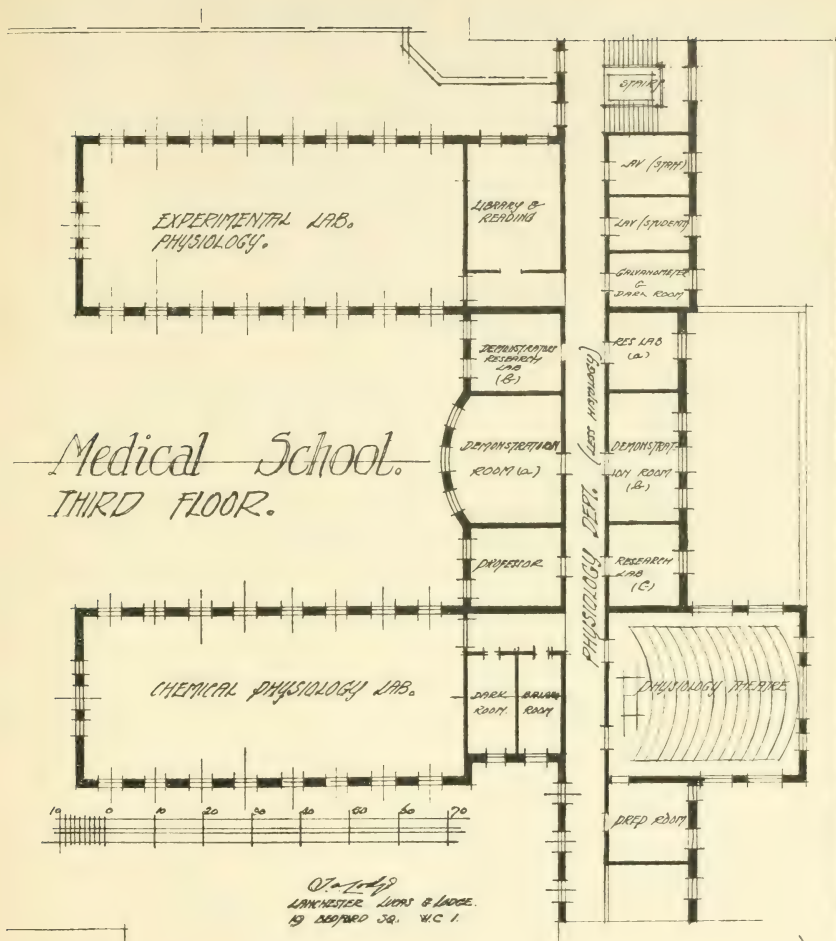 STAIRS
LAV (STAFF)
LAV (STUDENT)
GALVANOMETER
&
DARK ROOM
EXPERIMENTAL LAB.
PHYSIOLOGY.
LIBRARY &
READING
DEMONSTRATORS
RESEARCH
LAB
(B)
RES LAB
(a)
Medical School.
THIRD FLOOR.
DEMONSTRATION
ROOM (a)
DEMONSTRAT-
ION ROOM
(B)
PHYSIOLOGY DEPT. (LESS HISTOLOGY)
PROFESSOR
RESEARCH
LAB
(C)
CHEMICAL PHYSIOLOGY LAB.
DARK
ROOM.
ROOM
PHYSIOLOGY THEATRE
PREP ROOM
10 0 10 20 30 40 50 60 70
LANCHESTER LUCAS & LODGE.
19 BEDFORD SQ. W.C 1.